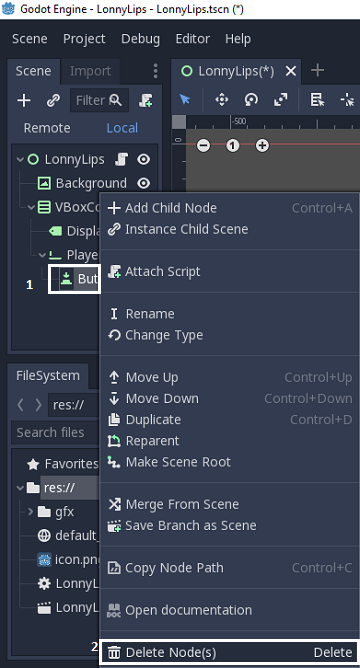 Godot Engine - LonnyLips - LonnyLips.tscn (*)
Scene Project Debug Editor Help
Scene Import
LonnyLips(*)
Filter
Remote Local
-500
0
1
LonnyLips
Background
VBoxCo
Displa
Playe
1 But
Add Child Node Control+A
Instance Child Scene
Attach Script
Rename
Change Type
Move Up Control+Up
Move Down Control+Down
Duplicate Control+D
Reparent
Make Scene Root
Merge From Scene
Save Branch as Scene
Copy Node Path Control+C
DOC Open documentation
2 Delete Node(s) Delete
FileSystem
res://
Search files
Favorites
res://
gfx
default_
icon.pn
LonnyL
LonnyL